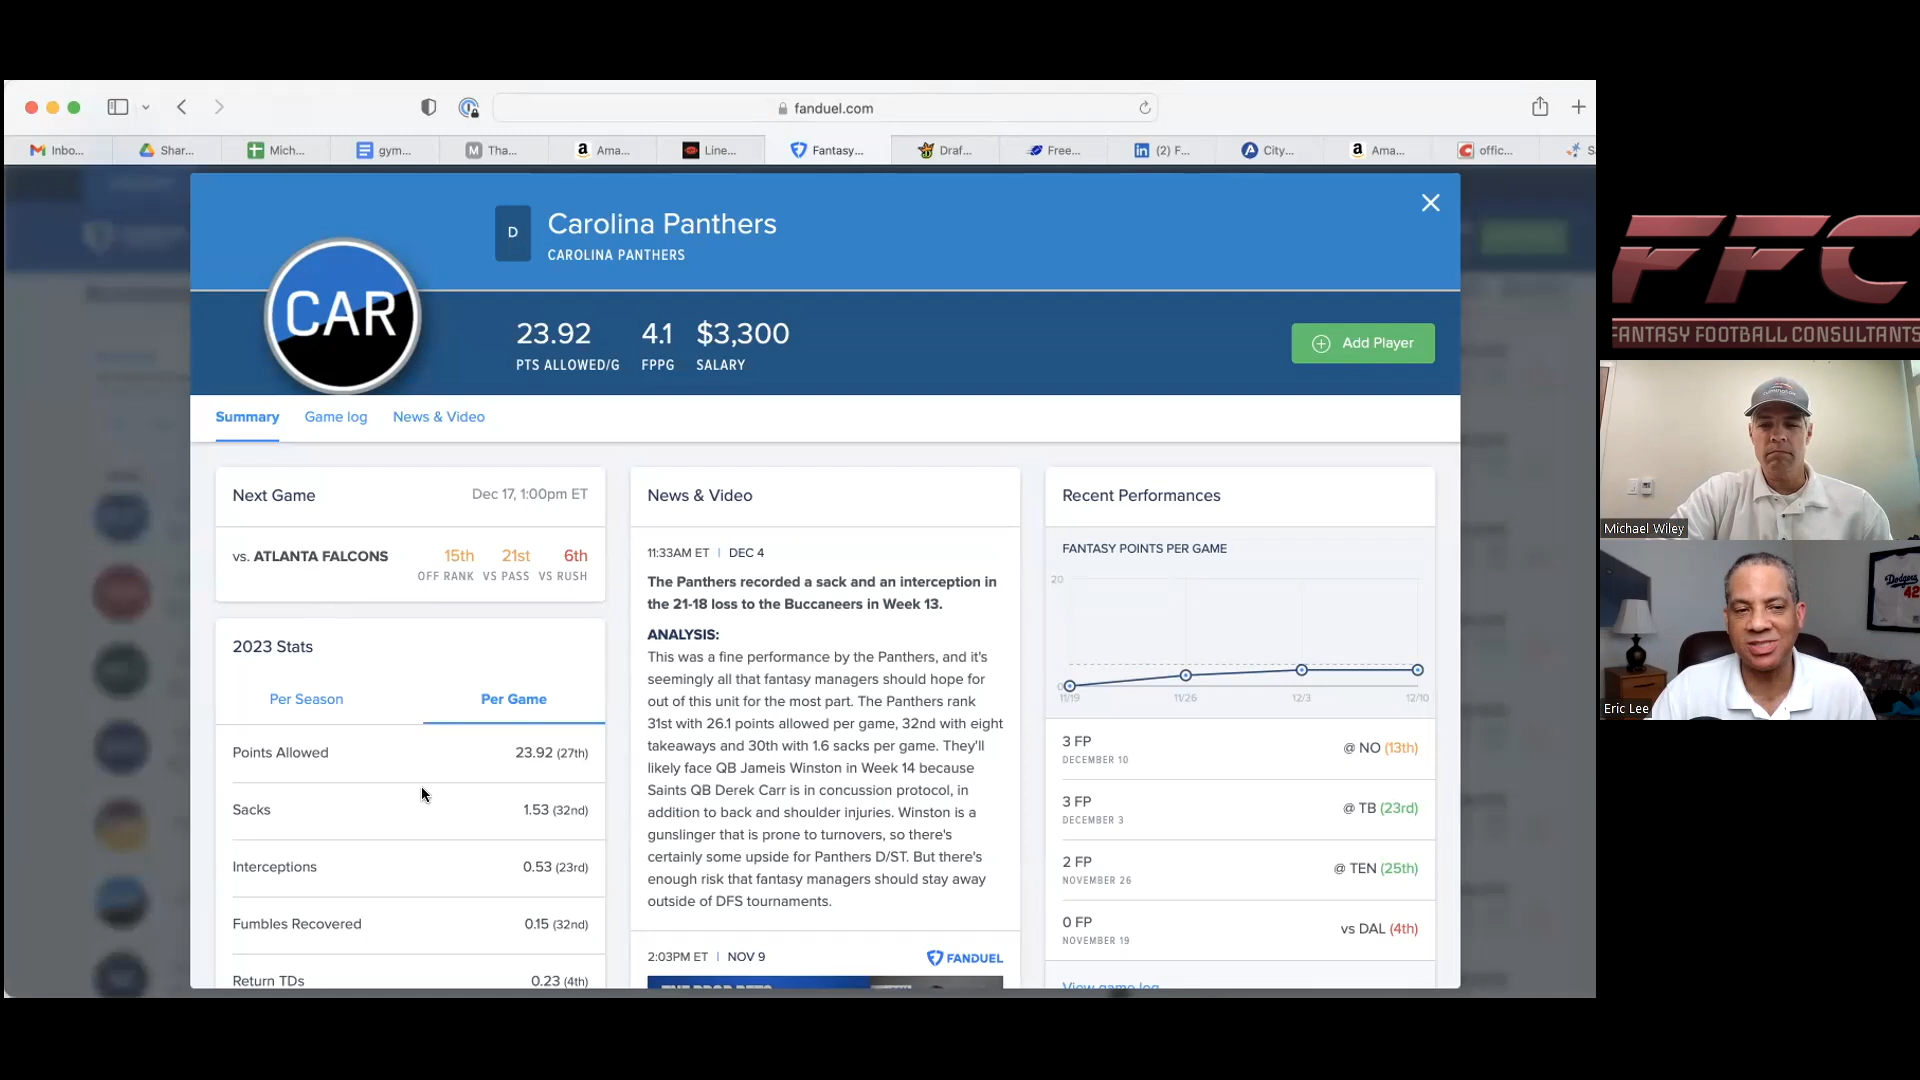 fanduel.com
Inbo...
Shar...
Mich...
gym...
Tha...
Ama...
Line...
Fantasy...
Draf...
Free...
(2) F...
City...
Ama...
offic...
S
D
Carolina Panthers
CAROLINA PANTHERS
CAR
23.92
4.1
$3,300
PTS ALLOWED/G
FPPG
SALARY
Add Player
Summary
Game log
News & Video
Next Game
Dec 17, 1:00pm ET
vs. ATLANTA FALCONS
15th
21st
6th
OFF RANK
VS PASS
VS RUSH
2023 Stats
Per Season
Per Game
Points Allowed
23.92 (27th)
Sacks
1.53 (32nd)
Interceptions
0.53 (23rd)
Fumbles Recovered
0.15 (32nd)
Return TDs
0.23 (4th)
News & Video
11:33AM ET | DEC 4
The Panthers recorded a sack and an interception in
the 21-18 loss to the Buccaneers in Week 13.
ANALYSIS:
This was a fine performance by the Panthers, and it's
seemingly all that fantasy managers should hope for
out of this unit for the most part. The Panthers rank
31st with 26.1 points allowed per game, 32nd with eight
takeaways and 30th with 1.6 sacks per game. They'll
likely face QB Jameis Winston in Week 14 because
Saints QB Derek Carr is in concussion protocol, in
addition to back and shoulder injuries. Winston is a
gunslinger that is prone to turnovers, so there's
certainly some upside for Panthers D/ST. But there's
enough risk that fantasy managers should stay away
outside of DFS tournaments.
2:03PM ET | NOV 9
FANDUEL
Recent Performances
FANTASY POINTS PER GAME
20
0
11/19
11/26
12/3
12/10
3 FP
DECEMBER 10
@ NO (13th)
3 FP
DECEMBER 3
@ TB (23rd)
2 FP
NOVEMBER 26
@ TEN (25th)
0 FP
NOVEMBER 19
vs DAL (4th)
View game log
FFC
FANTASY FOOTBALL CONSULTANTS
Michael Wiley
Dodgers
42
Eric Lee